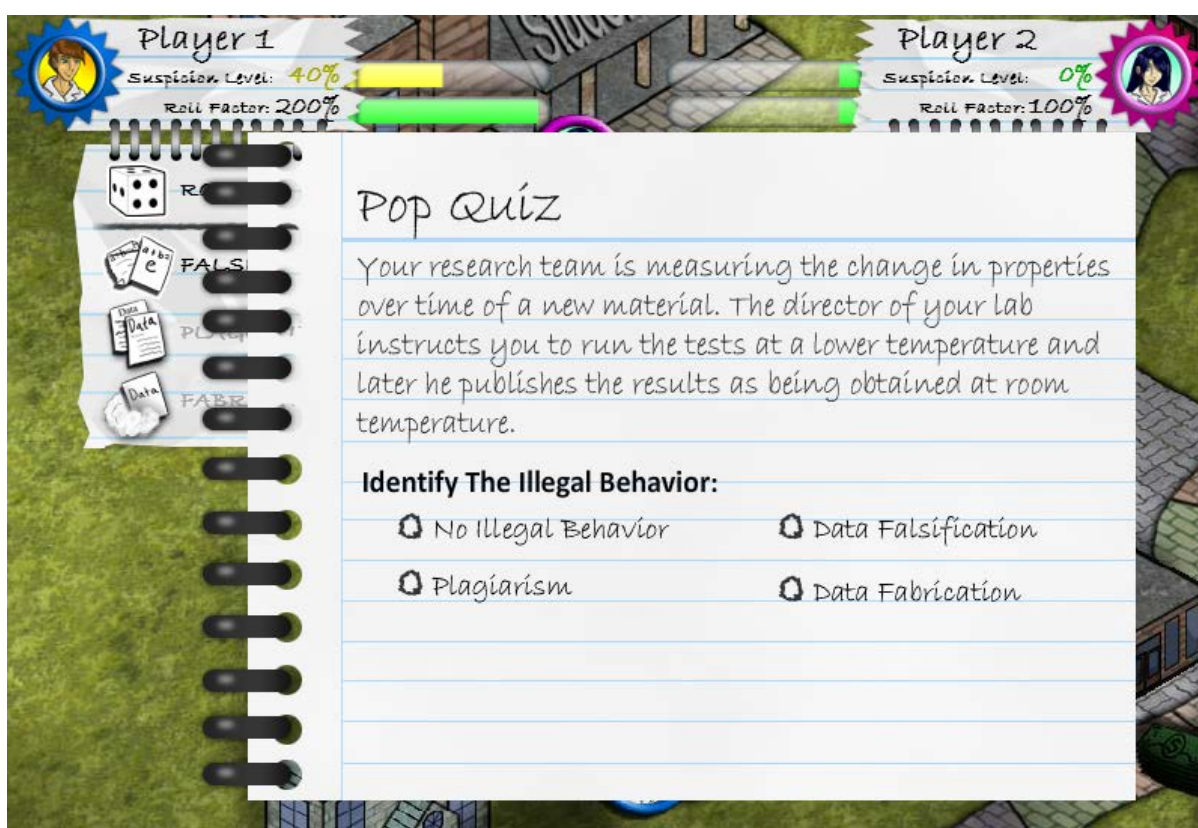 Player 1
Suspicion Level: 40%
Roll Factor: 200%
Player 2
Suspicion Level: 0%
Roll Factor: 100%
Pop Quiz
Your research team is measuring the change in properties
over time of a new material. The director of your lab
instructs you to run the tests at a lower temperature and
later he publishes the results as being obtained at room
temperature.
Identify The Illegal Behavior:
No Illegal Behavior
Data Falsification
Plagiarism
Data Fabrication
Data
Data
Data